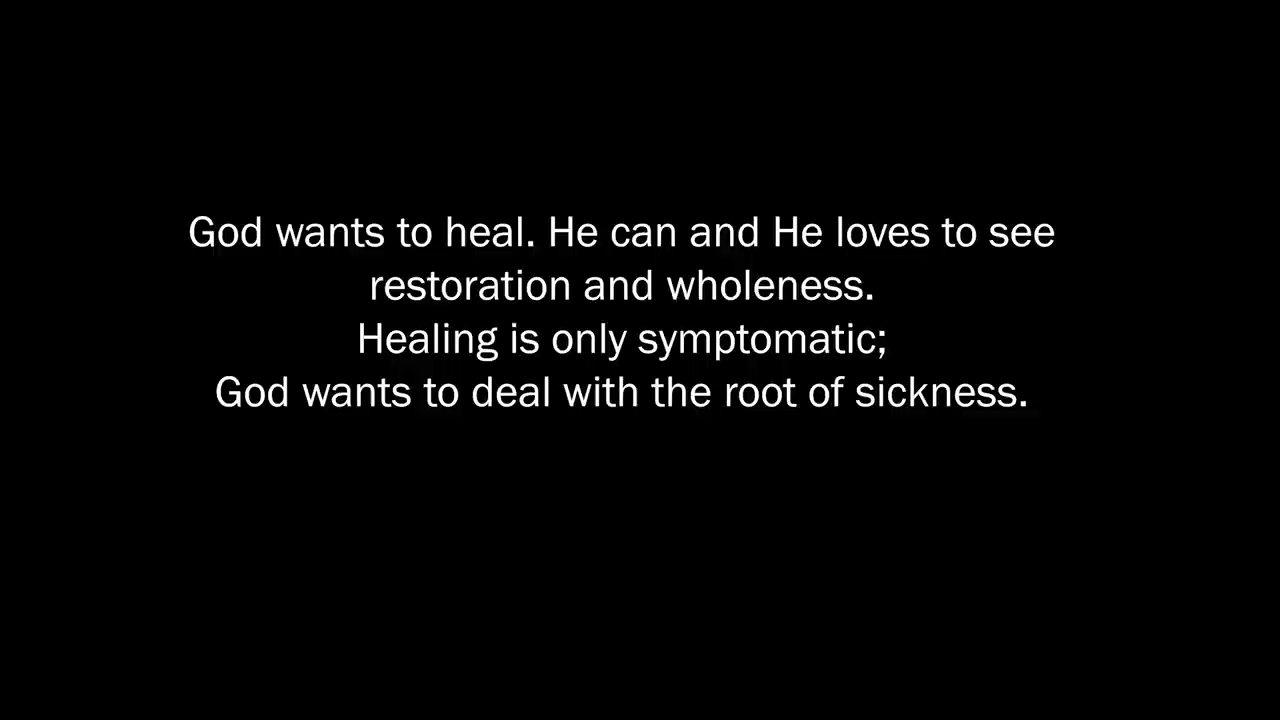 God wants to heal. He can and He loves to see
restoration and wholeness.
Healing is only symptomatic;
God wants to deal with the root of sickness.